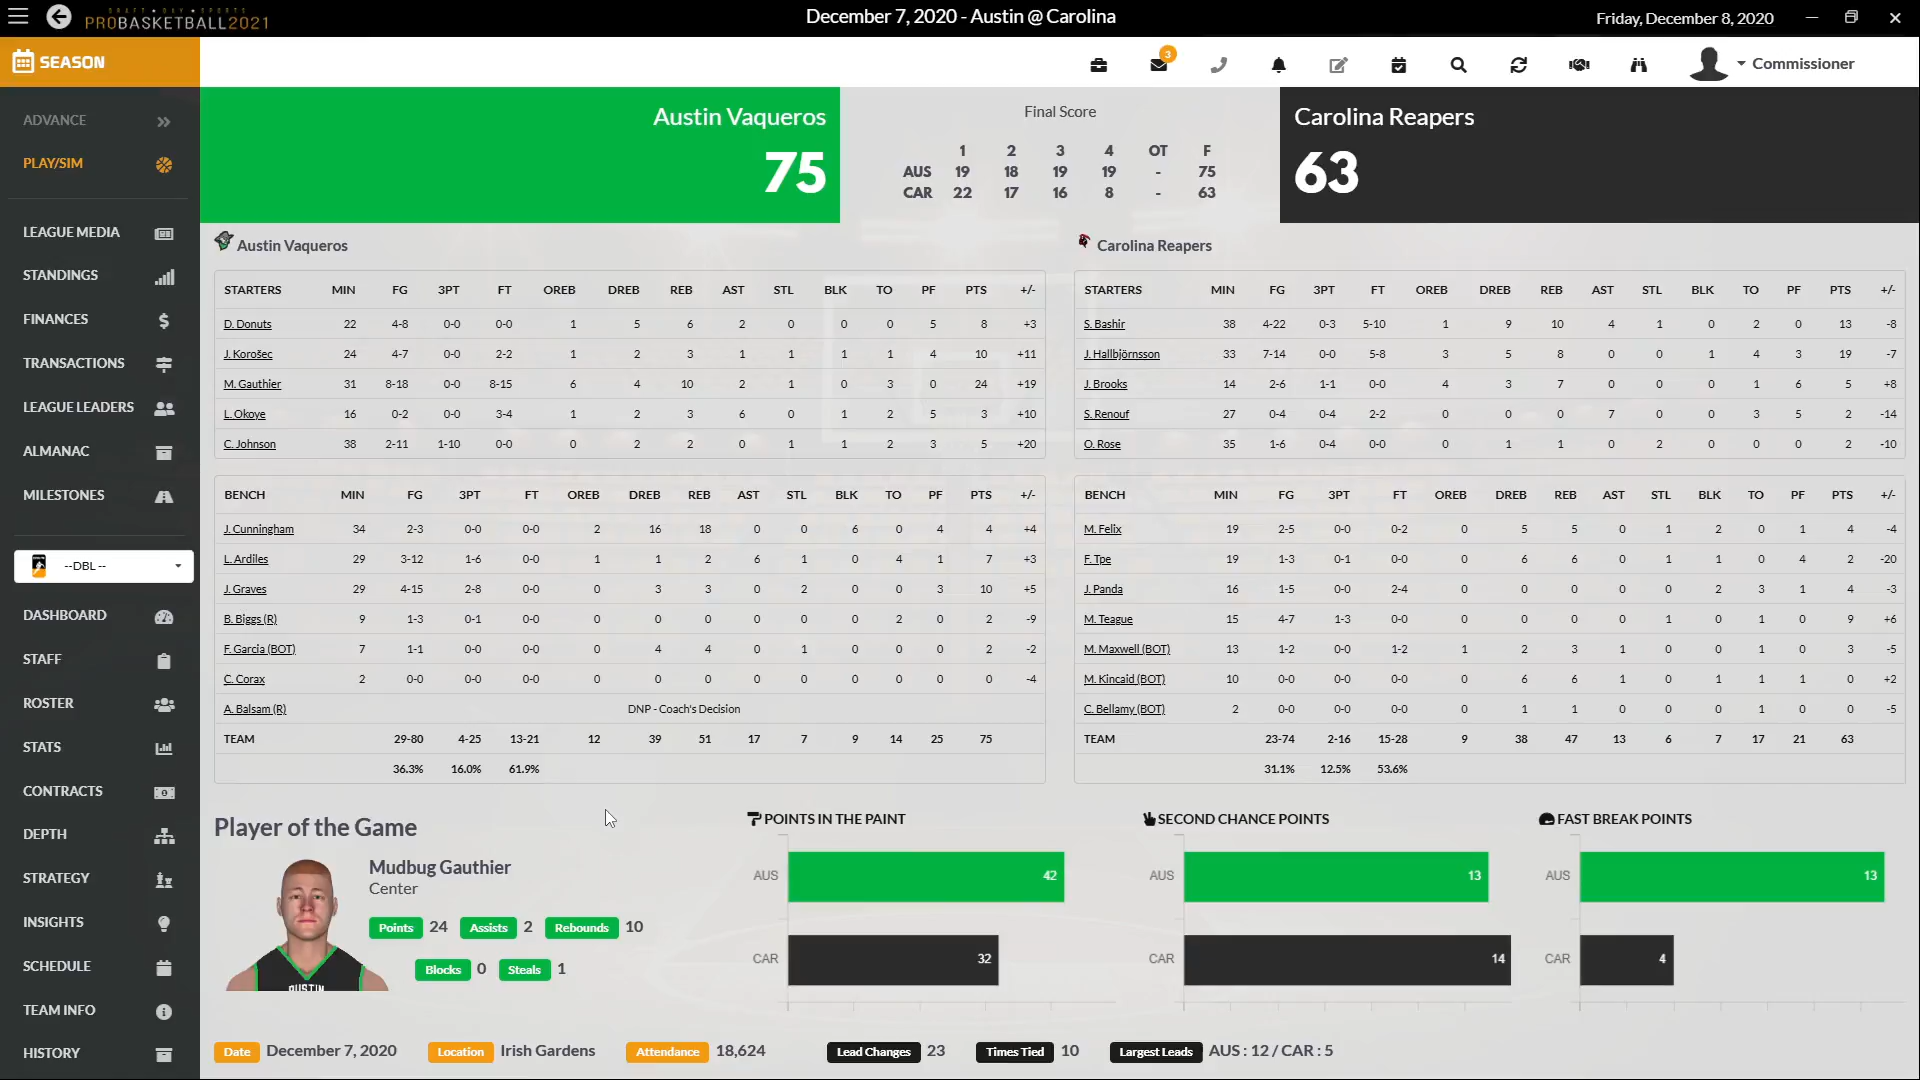 DRAFT DAY SPORTS
PROBASKETBALL2021
December 7, 2020 - Austin @ Carolina
Friday, December 8, 2020
SEASON
3
Commissioner
ADVANCE
PLAY/SIM
LEAGUE MEDIA
STANDINGS
FINANCES
TRANSACTIONS
LEAGUE LEADERS
ALMANAC
MILESTONES
--DBL --
DASHBOARD
STAFF
ROSTER
STATS
CONTRACTS
DEPTH
STRATEGY
INSIGHTS
SCHEDULE
TEAM INFO
HISTORY
Austin Vaqueros
75
Final Score
1 2 3 4 OT F
AUS 19 18 19 19 - 75
CAR 22 17 16 8 - 63
Carolina Reapers
63
Austin Vaqueros
STARTERS MIN FG 3PT FT OREB DREB REB AST STL BLK TO PF PTS +/-
D. Donuts 22 4-8 0-0 0-0 1 5 6 2 0 0 0 5 8 +3
J. Korošec 24 4-7 0-0 2-2 1 2 3 1 1 1 1 4 10 +11
M. Gauthier 31 8-18 0-0 8-15 6 4 10 2 1 0 3 0 24 +19
L. Okoye 16 0-2 0-0 3-4 1 2 3 6 0 1 2 5 3 +10
C. Johnson 38 2-11 1-10 0-0 0 2 2 0 1 1 2 3 5 +20
BENCH MIN FG 3PT FT OREB DREB REB AST STL BLK TO PF PTS +/-
J. Cunningham 34 2-3 0-0 0-0 2 16 18 0 0 6 0 4 4 +4
L. Ardiles 29 3-12 1-6 0-0 1 1 2 6 1 0 4 1 7 +3
J. Graves 29 4-15 2-8 0-0 0 3 3 0 2 0 0 3 10 +5
B. Biggs (R) 9 1-3 0-1 0-0 0 0 0 0 0 0 2 0 2 -9
F. Garcia (BOT) 7 1-1 0-0 0-0 0 4 4 0 1 0 0 0 2 -2
C. Corax 2 0-0 0-0 0-0 0 0 0 0 0 0 0 0 0 -4
A. Balsam (R) DNP - Coach's Decision
TEAM 29-80 4-25 13-21 12 39 51 17 7 9 14 25 75
36.3% 16.0% 61.9%
Carolina Reapers
STARTERS MIN FG 3PT FT OREB DREB REB AST STL BLK TO PF PTS +/-
S. Bashir 38 4-22 0-3 5-10 1 9 10 4 1 0 2 0 13 -8
J. Hallbjörnsson 33 7-14 0-0 5-8 3 5 8 0 0 1 4 3 19 -7
J. Brooks 14 2-6 1-1 0-0 4 3 7 0 0 0 1 6 5 +8
S. Renouf 27 0-4 0-4 2-2 0 0 0 7 0 0 3 5 2 -14
O. Rose 35 1-6 0-4 0-0 0 1 1 0 2 0 0 0 2 -10
BENCH MIN FG 3PT FT OREB DREB REB AST STL BLK TO PF PTS +/-
M. Felix 19 2-5 0-0 0-2 0 5 5 0 1 2 0 1 4 -4
F. Tpe 19 1-3 0-1 0-0 0 6 6 0 1 1 0 4 2 -20
J. Panda 16 1-5 0-0 2-4 0 0 0 0 0 2 3 1 4 -3
M. Teague 15 4-7 1-3 0-0 0 0 0 0 1 0 1 0 9 +6
M. Maxwell (BOT) 13 1-2 0-0 1-2 1 2 3 1 0 0 1 0 3 -5
M. Kincaid (BOT) 10 0-0 0-0 0-0 0 6 6 1 0 1 1 1 0 +2
C. Bellamy (BOT) 2 0-0 0-0 0-0 0 1 1 0 0 0 1 0 0 -5
TEAM 23-74 2-16 15-28 9 38 47 13 6 7 17 21 63
31.1% 12.5% 53.6%
Player of the Game
Mudbug Gauthier
Center
Points 24 Assists 2 Rebounds 10
Blocks 0 Steals 1
AUSTIN
POINTS IN THE PAINT
AUS 42
CAR 32
SECOND CHANCE POINTS
AUS 13
CAR 14
FAST BREAK POINTS
AUS 13
CAR 4
Date December 7, 2020 Location Irish Gardens Attendance 18,624 Lead Changes 23 Times Tied 10 Largest Leads AUS : 12 / CAR : 5